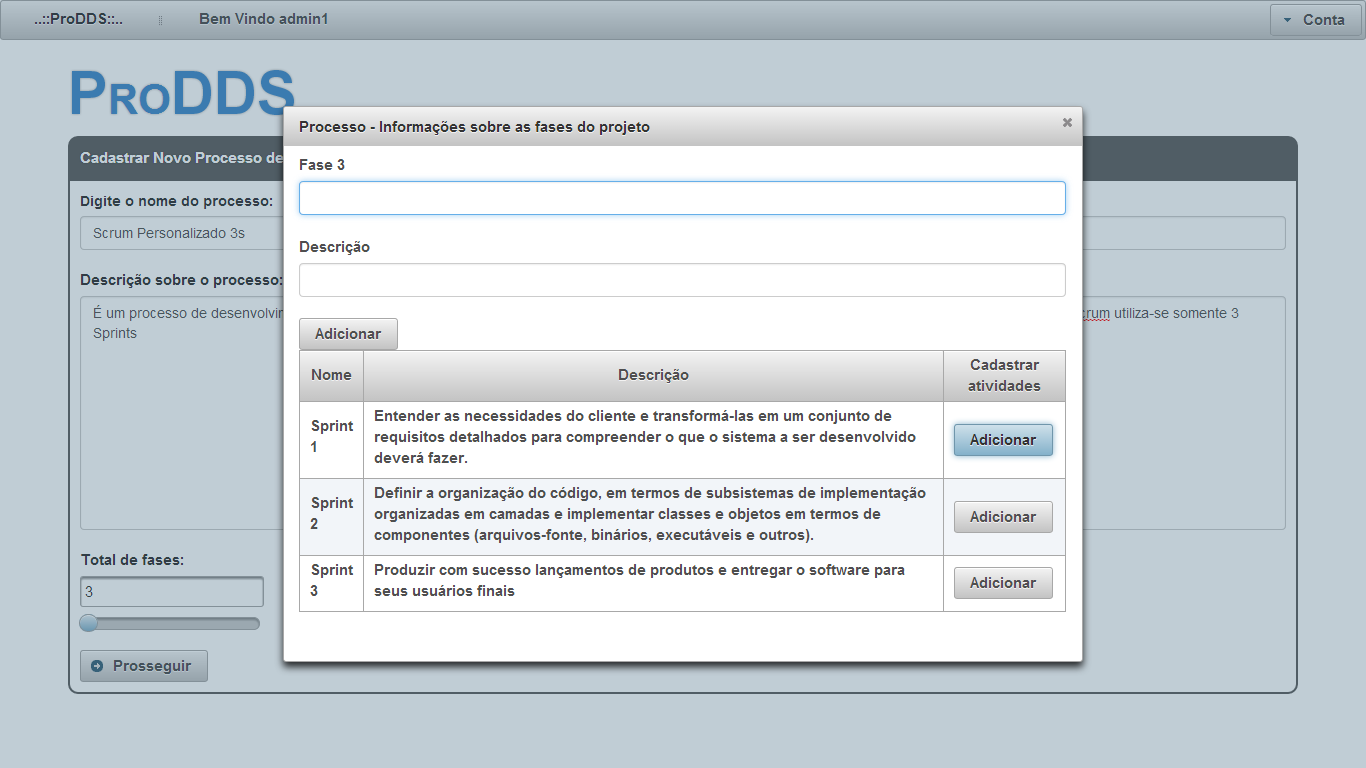 ..::ProDDS::..
Bem Vindo admin1
Conta
ProDDS
Cadastrar Novo Processo de
Digite o nome do processo:
Scrum Personalizado 3s
Descrição sobre o processo:
É um processo de
utiliza-se somente 3
Sprints
Total de fases:
3
Prosseguir
Processo - Informações sobre as fases do projeto
Fase 3
Descrição
Adicionar
Nome
Descrição
Cadastrar
atividades
Sprint
1
Entender as necessidades do cliente e transformá-las em um conjunto de
requisitos detalhados para compreender o que o sistema a ser desenvolvido
deverá fazer.
Adicionar
Sprint
2
Definir a organização do código, em termos de subsistemas de implementação
organizadas em camadas e implementar classes e objetos em termos de
componentes (arquivos-fonte, binários, executáveis e outros).
Adicionar
Sprint
3
Produzir com sucesso lançamentos de produtos e entregar o software para
seus usuários finais
Adicionar